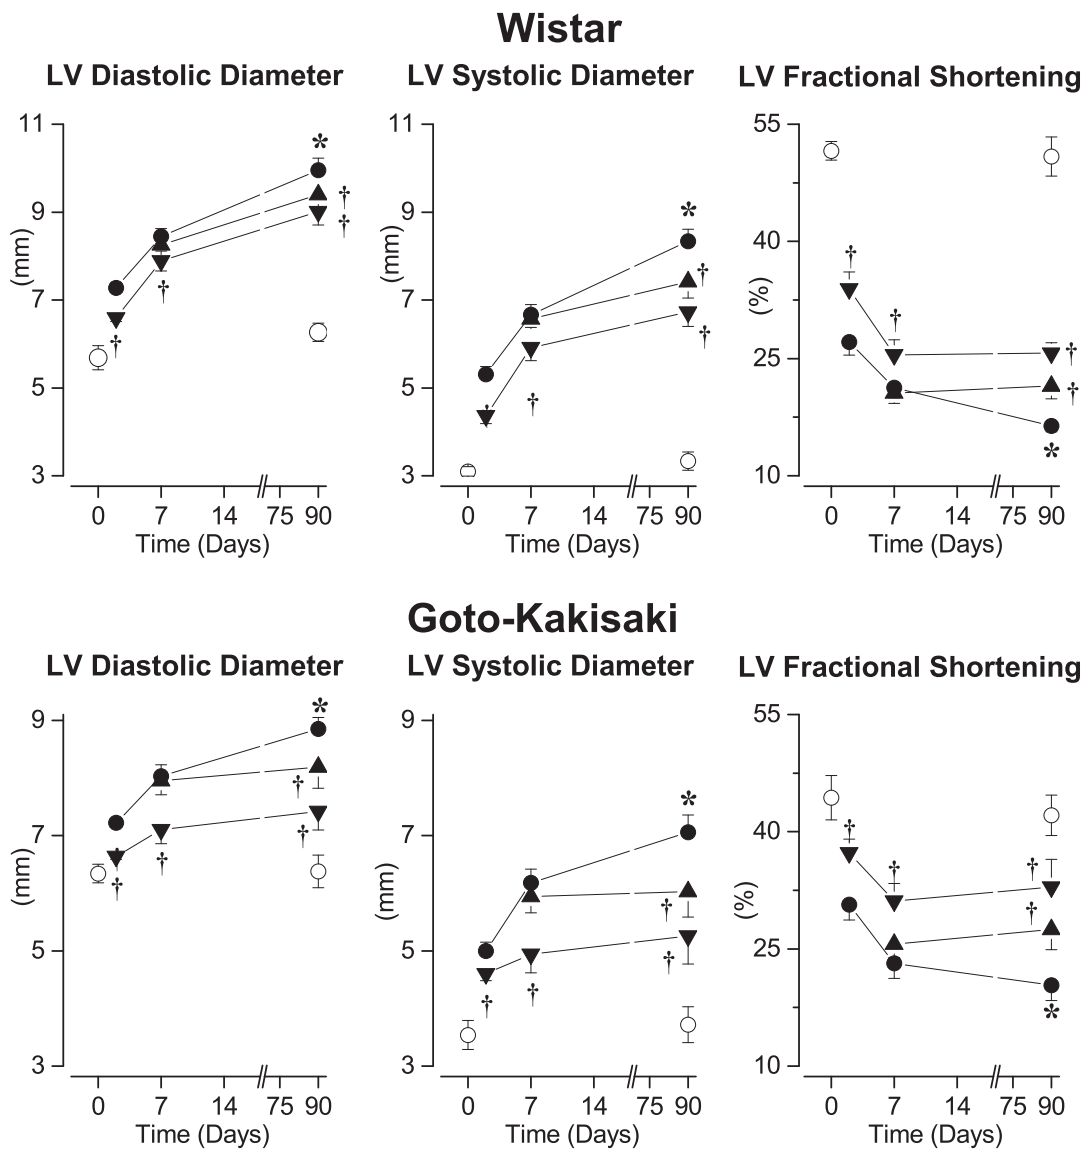 Wistar
LV Diastolic Diameter LV Systolic Diameter LV Fractional Shortening
11 11 55
* * †
† † † 40
9 9 †
(mm) (mm) (%)
7 † 7 † † 25 †
† † †
5 5 *
3 3 10
0 7 14 75 90 0 7 14 75 90 0 7 14 75 90
Time (Days) Time (Days) Time (Days)
Goto-Kakisaki
LV Diastolic Diameter LV Systolic Diameter LV Fractional Shortening
9 * 9 55
† * † 40
7 † 7 † †
(mm) † † (mm) † (%) †
5 5 † 25
† † *
3 3 10
0 7 14 75 90 0 7 14 75 90 0 7 14 75 90
Time (Days) Time (Days) Time (Days)